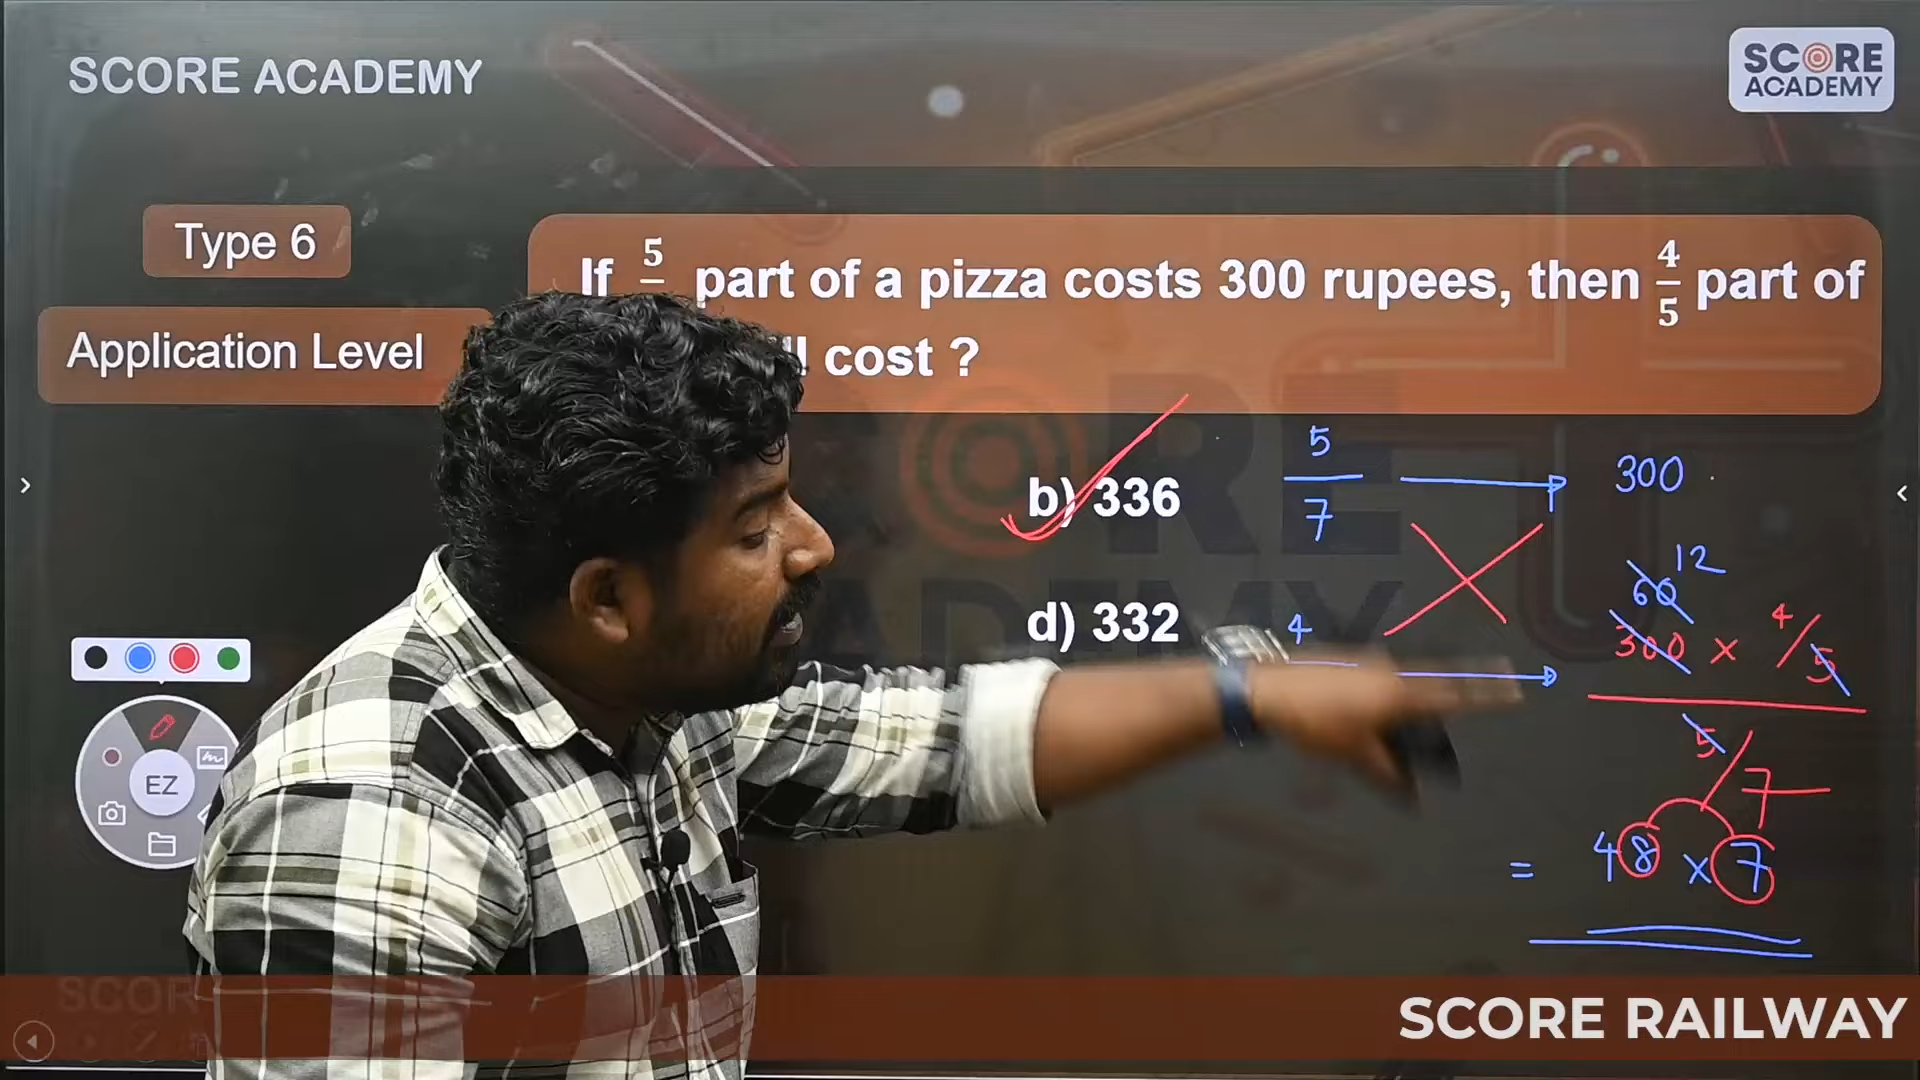 SCORE ACADEMY
SCORE
ACADEMY
Type 6
Application Level
If 5 part of a pizza costs 300 rupees, then 4/5 part of
cost ?
b) 336
d) 332
5/7 → 300
60 12
300 × 4/5
5/7
4
= 48 × 7
EZ
SCORE RAILWAY